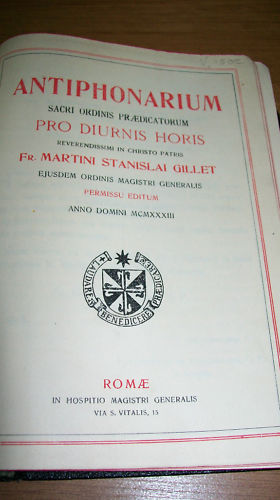 ANTIPHONARIUM
SACRI ORDINIS PRÆDICATORUM
PRO DIURNIS HORIS
REVERENDISSIMI IN CHRISTO PATRIS
FR. MARTINI STANISLAI GILLET
EJUSDEM ORDINIS MAGISTRI GENERALIS
PERMISSU EDITUM
ANNO DOMINI MCMXXXIII
LAUDARE BENEDICERE PRÆDICARE
ROMÆ
IN HOSPITIO MAGISTRI GENERALIS
VIA S. VITALIS, 15